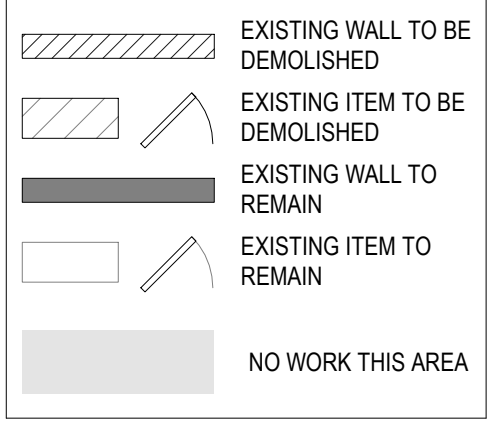 EXISTING WALL TO BE
DEMOLISHED
EXISTING ITEM TO BE
DEMOLISHED
EXISTING WALL TO
REMAIN
EXISTING ITEM TO
REMAIN
NO WORK THIS AREA